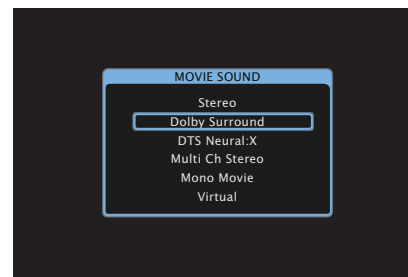 MOVIE SOUND
Stereo
Dolby Surround
DTS Neural:X
Multi Ch Stereo
Mono Movie
Virtual